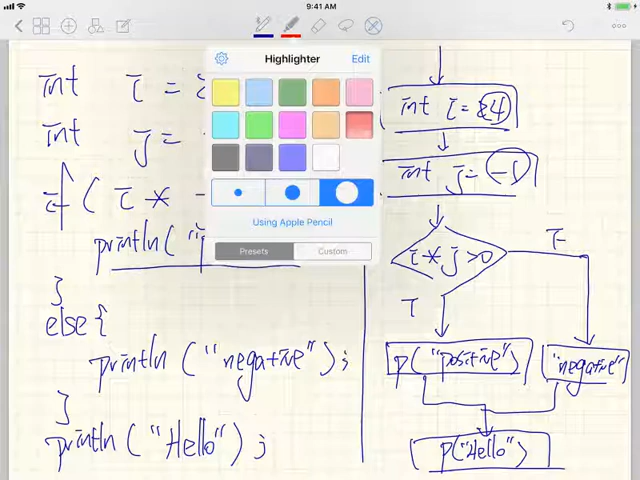 9:41 AM
Highlighter
Edit
Using Apple Pencil
Presets
Custom
int i =
int j =
if ( i *
println("
}
else{
println ("negative");
}
println ("Hello");
int i = 24
int j = -1
i * j >0
F
T
p("positive")
"negative"
p("Hello")